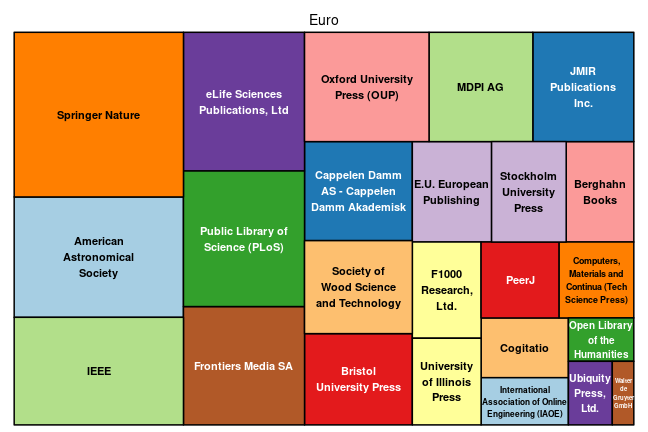 Euro
Springer Nature
American
Astronomical
Society
IEEE
eLife Sciences
Publications, Ltd
Public Library of
Science (PLoS)
Frontiers Media SA
Oxford University
Press (OUP)
MDPI AG
JMIR
Publications
Inc.
Cappelen Damm
AS - Cappelen
Damm Akademisk
Society of
Wood Science
and Technology
Bristol
University Press
E.U. European
Publishing
Stockholm
University
Press
Berghahn
Books
F1000
Research,
Ltd.
University
of Illinois
Press
PeerJ
Computers,
Materials and
Continua (Tech
Science Press)
Cogitatio
International
Association of Online
Engineering (IAOE)
Open Library
of the
Humanities
Ubiquity
Press,
Ltd.
Walter
de
Gruyter
GmbH